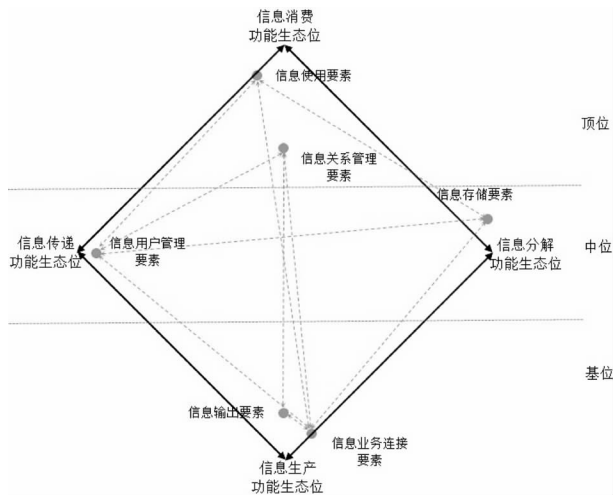 信息消费
功能生态位
信息使用要素
顶位
信息关系管理
要素
信息存储要素
信息传递
功能生态位
信息用户管理
要素
中位
信息分解
功能生态位
基位
信息输出要素
信息业务连接
要素
信息生产
功能生态位